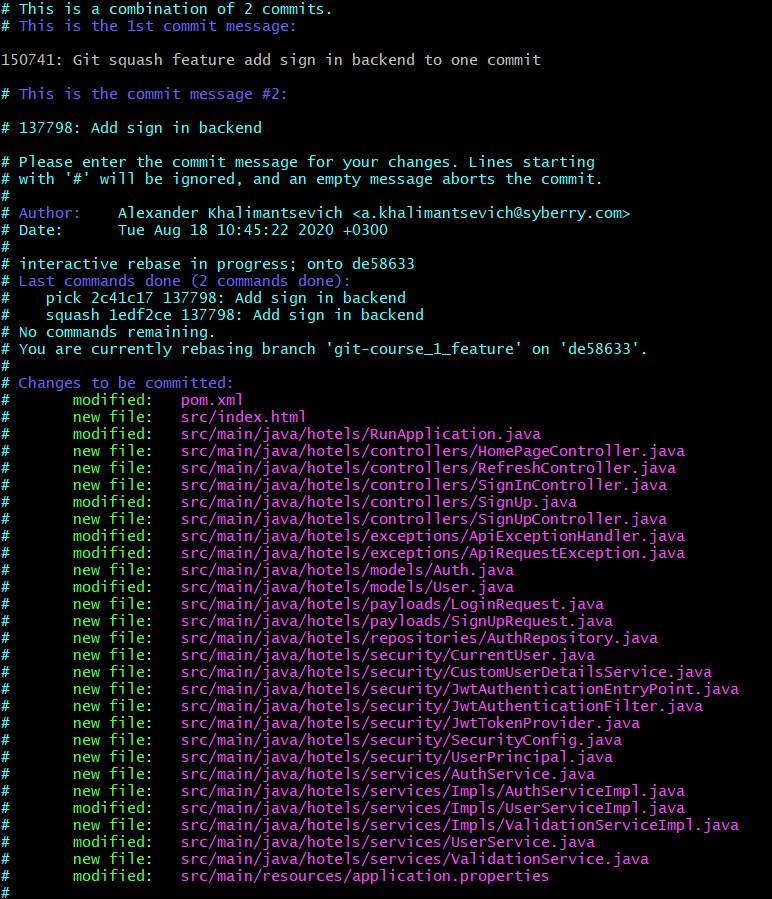 # This is a combination of 2 commits.
# This is the 1st commit message:

150741: Git squash feature add sign in backend to one commit

# This is the commit message #2:

# 137798: Add sign in backend

# Please enter the commit message for your changes. Lines starting
# with '#' will be ignored, and an empty message aborts the commit.
#
# Author:    Alexander Khalimantsevich <a.khalimantsevich@syberry.com>
# Date:      Tue Aug 18 10:45:22 2020 +0300
#
# interactive rebase in progress; onto de58633
# Last commands done (2 commands done):
#    pick 2c41c17 137798: Add sign in backend
#    squash 1edf2ce 137798: Add sign in backend
# No commands remaining.
# You are currently rebasing branch 'git-course_1_feature' on 'de58633'.
#
# Changes to be committed:
#       modified:   pom.xml
#       new file:   src/index.html
#       modified:   src/main/java/hotels/RunApplication.java
#       new file:   src/main/java/hotels/controllers/HomePageController.java
#       new file:   src/main/java/hotels/controllers/RefreshController.java
#       new file:   src/main/java/hotels/controllers/SignInController.java
#       modified:   src/main/java/hotels/controllers/SignUp.java
#       new file:   src/main/java/hotels/controllers/SignUpController.java
#       modified:   src/main/java/hotels/exceptions/ApiExceptionHandler.java
#       modified:   src/main/java/hotels/exceptions/ApiRequestException.java
#       new file:   src/main/java/hotels/models/Auth.java
#       modified:   src/main/java/hotels/models/User.java
#       new file:   src/main/java/hotels/payloads/LoginRequest.java
#       new file:   src/main/java/hotels/payloads/SignUpRequest.java
#       new file:   src/main/java/hotels/repositories/AuthRepository.java
#       new file:   src/main/java/hotels/security/CurrentUser.java
#       new file:   src/main/java/hotels/security/CustomUserDetailsService.java
#       new file:   src/main/java/hotels/security/JwtAuthenticationEntryPoint.java
#       new file:   src/main/java/hotels/security/JwtAuthenticationFilter.java
#       new file:   src/main/java/hotels/security/JwtTokenProvider.java
#       new file:   src/main/java/hotels/security/SecurityConfig.java
#       new file:   src/main/java/hotels/security/UserPrincipal.java
#       new file:   src/main/java/hotels/services/AuthService.java
#       new file:   src/main/java/hotels/services/Impls/AuthServiceImpl.java
#       modified:   src/main/java/hotels/services/Impls/UserServiceImpl.java
#       new file:   src/main/java/hotels/services/Impls/ValidationServiceImpl.java
#       modified:   src/main/java/hotels/services/UserService.java
#       new file:   src/main/java/hotels/services/ValidationService.java
#       modified:   src/main/resources/application.properties
#